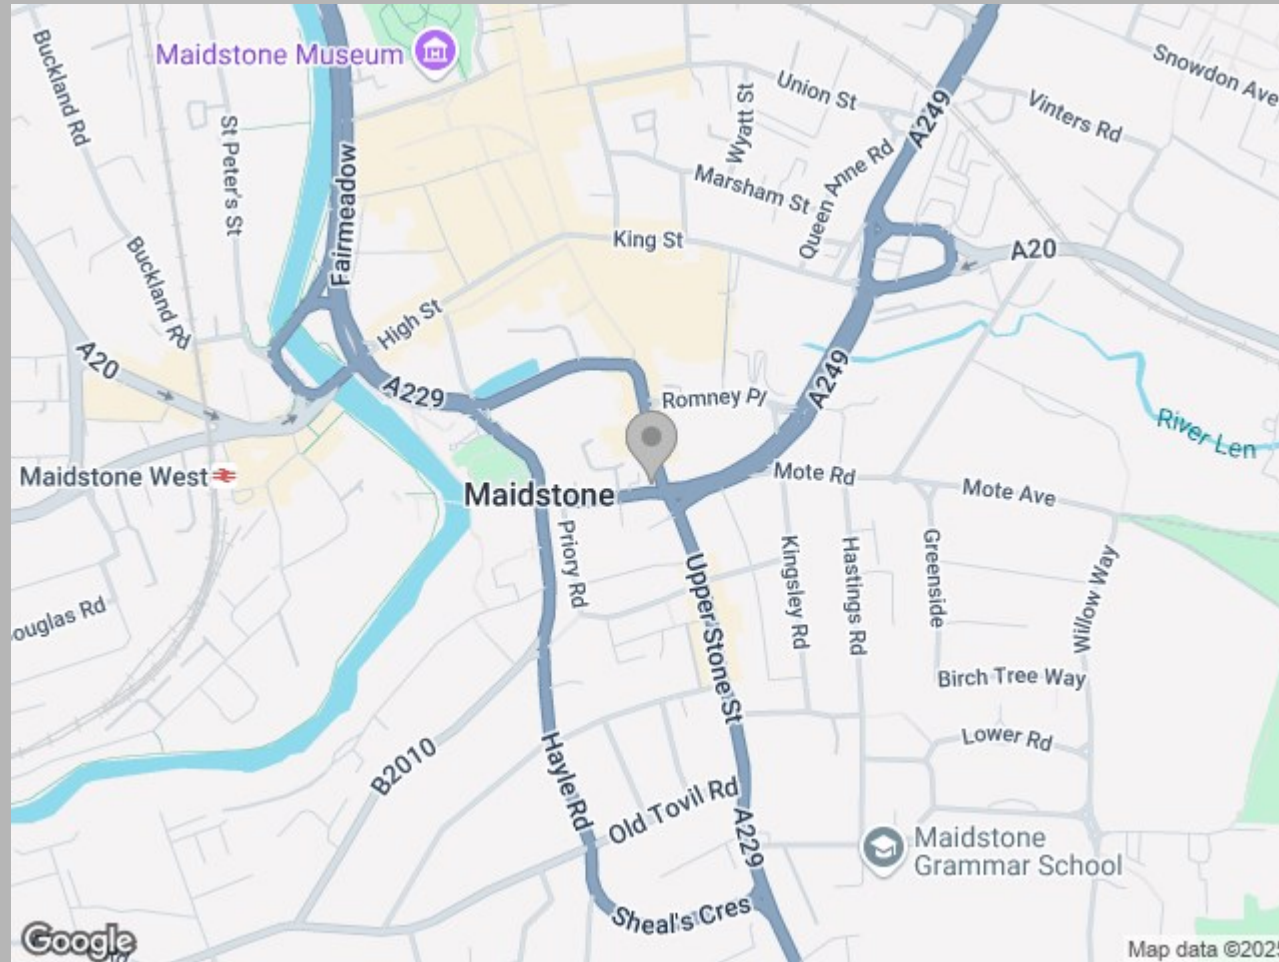 Buckland Rd
Maidstone Museum
St Peter's St
Fairmeadow
Union St
Wyatt St
A249
Snowdon Ave
Vinters Rd
Marsham St
Queen Anne Rd
King St
A20
Buckland Rd
High St
A20
A229
Romney Pl
A249
River Len
Maidstone West
Maidstone
Mote Rd
Mote Ave
Priory Rd
Upper Stone St
Kingsley Rd
Hastings Rd
Greenside
Willow Way
ouglas Rd
Birch Tree Way
Lower Rd
B2010
Hayle Rd
Old Tovil Rd
A229
Maidstone
Grammar School
Sheal's Cres
Google
Map data ©2025